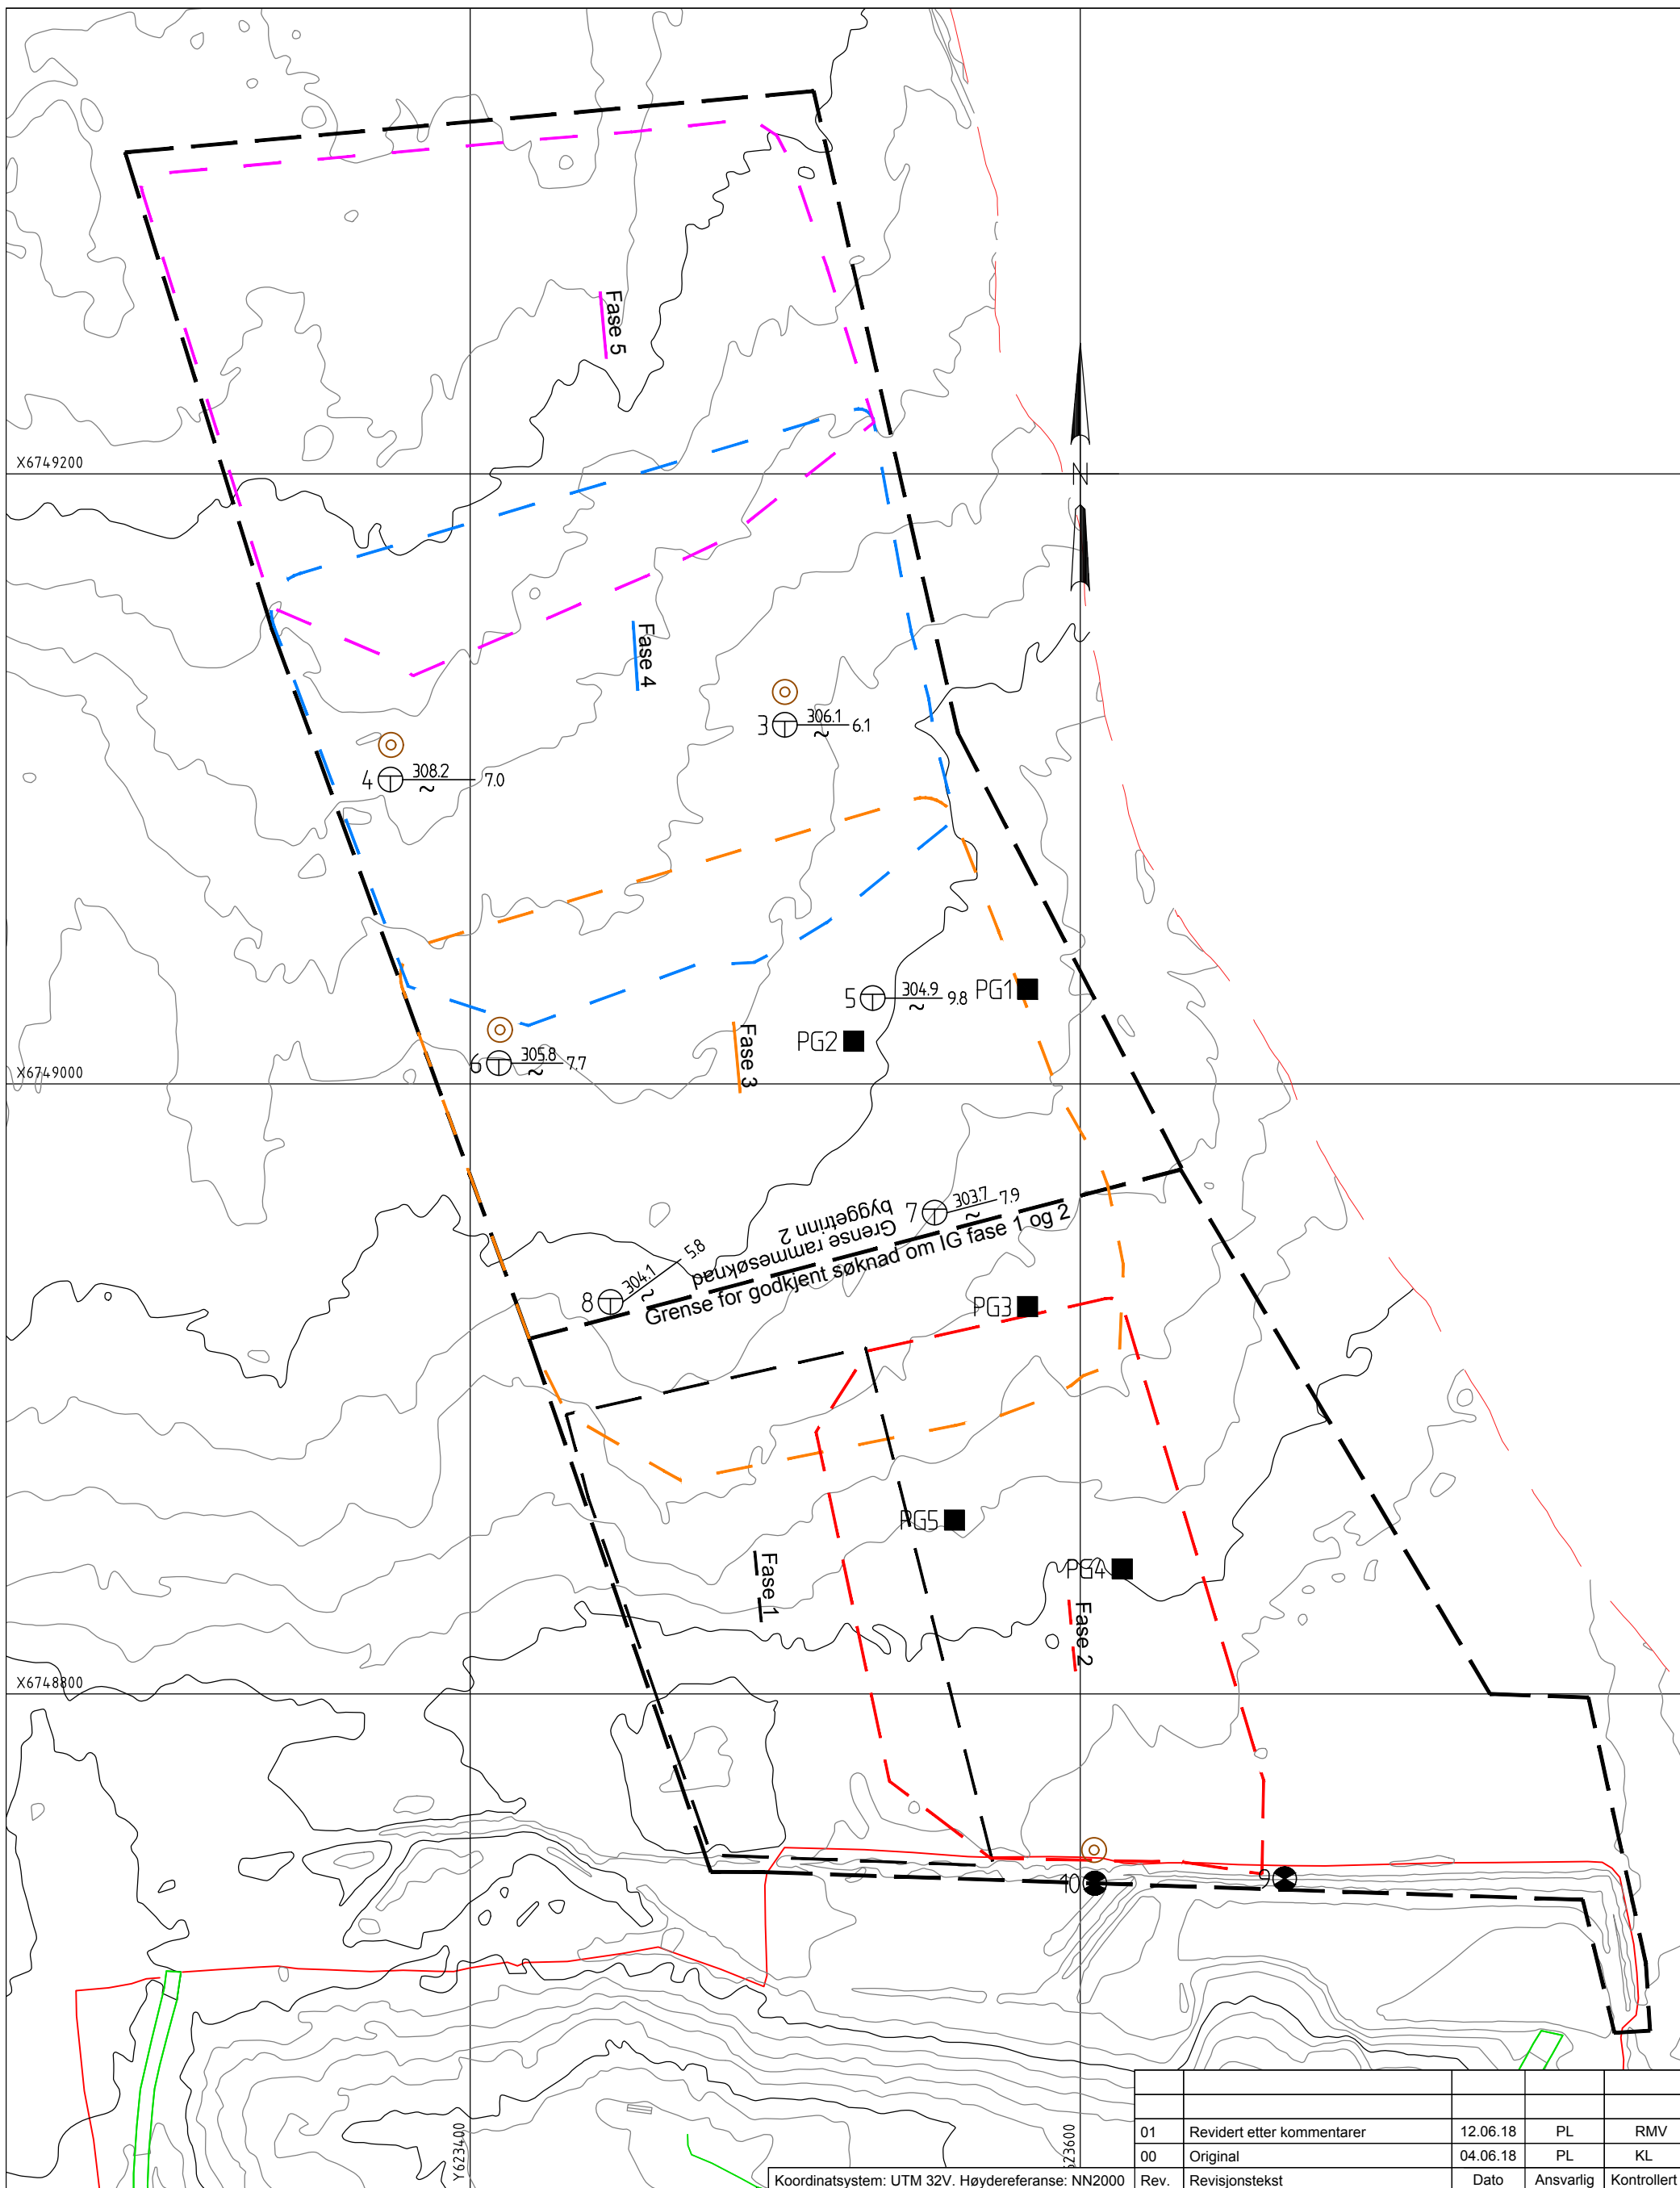 Fase 5
X6749200
N
Fase 4
3 306.1 6.1
~
4 308.2 7.0
~
5 304.9 9.8
~
PG1
PG2
Fase 3
6 305.8 7.7
~
X6749000
7 303.7 7.9
~
Grense rammesøknad
byggetrinn 2
Grense for godkjent søknad om IG fase 1 og 2
8 304.1 5.8
~
PG3
PG5
PG4
Fase 1
Fase 2
X6748800
10
9
Y623400
623600
01 Revidert etter kommentarer 12.06.18 PL RMV
00 Original 04.06.18 PL KL
Rev. Revisjonstekst Dato Ansvarlig Kontrollert
Koordinatsystem: UTM 32V. Høydereferanse: NN2000